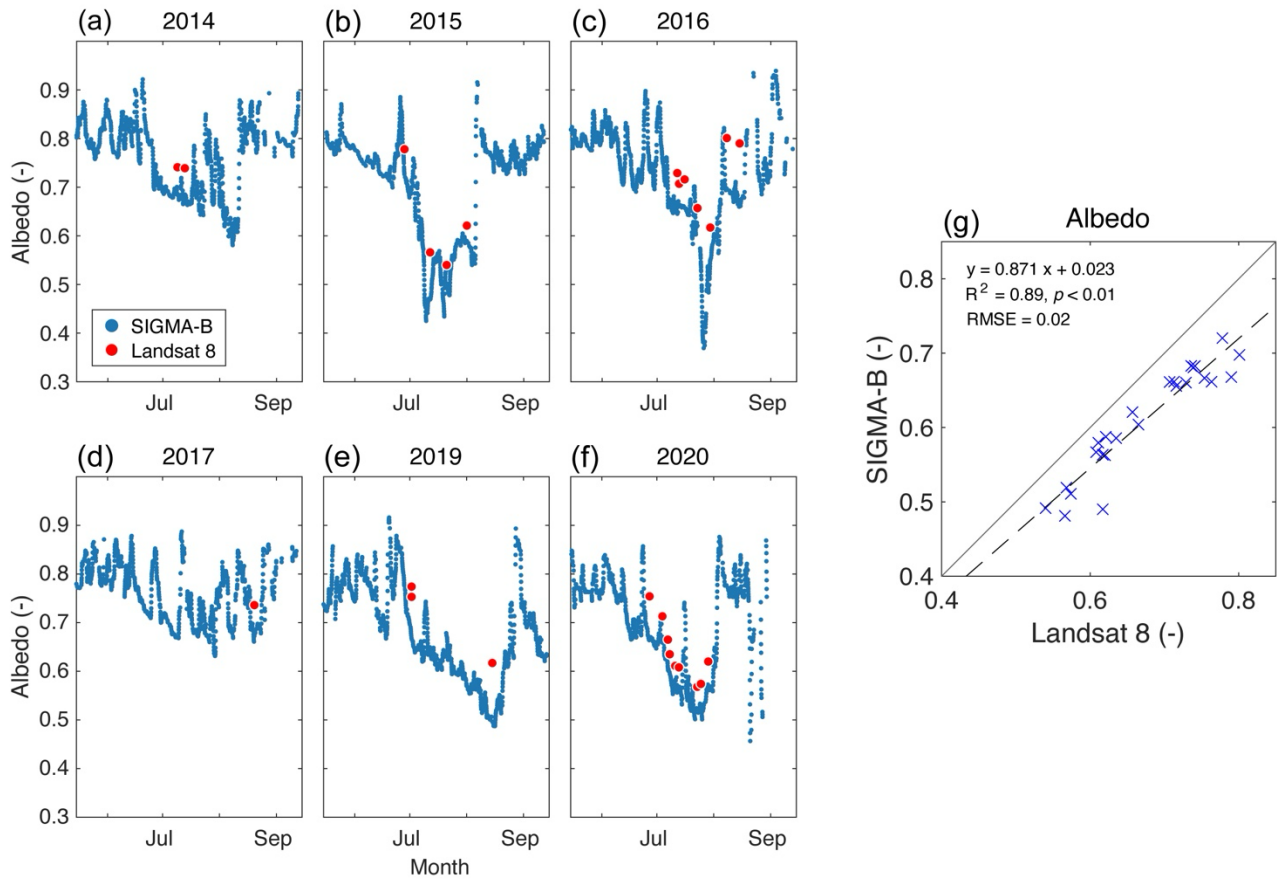 (a) 2014
(b) 2015
(c) 2016
0.9
0.8
0.7
0.6
0.5
0.4
0.3
Albedo (-)
SIGMA-B
Landsat 8
Jul Sep
Jul Sep
Jul Sep
(d) 2017
(e) 2019
(f) 2020
0.9
0.8
0.7
0.6
0.5
0.4
0.3
Albedo (-)
Jul Sep
Jul Sep
Jul Sep
Month
(g) Albedo
y = 0.871 x + 0.023
R² = 0.89, p < 0.01
RMSE = 0.02
0.8
0.7
0.6
0.5
0.4
SIGMA-B (-)
0.4 0.6 0.8
Landsat 8 (-)